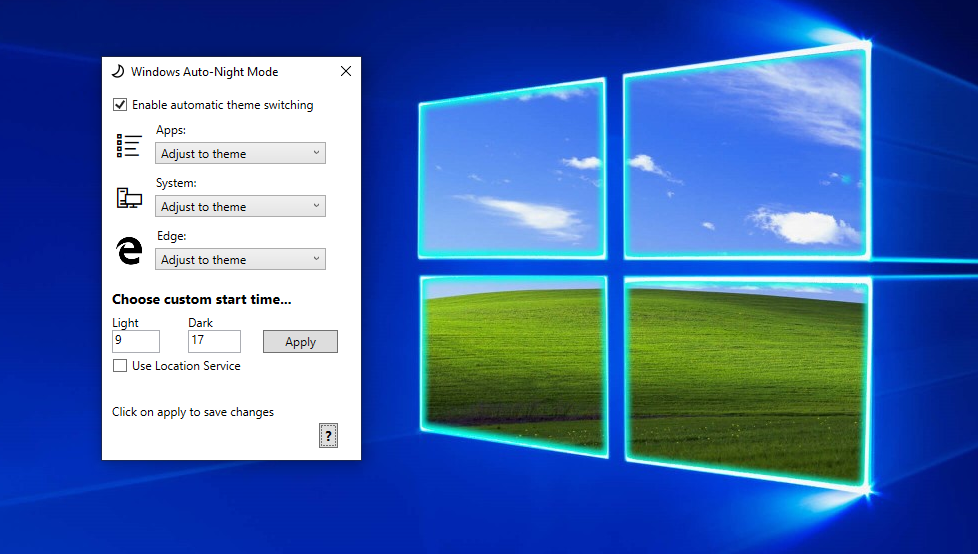 Windows Auto-Night Mode
Enable automatic theme switching
Apps:
Adjust to theme
System:
Adjust to theme
Edge:
Adjust to theme
Choose custom start time...
Light Dark
9 17 Apply
Use Location Service
Click on apply to save changes
?